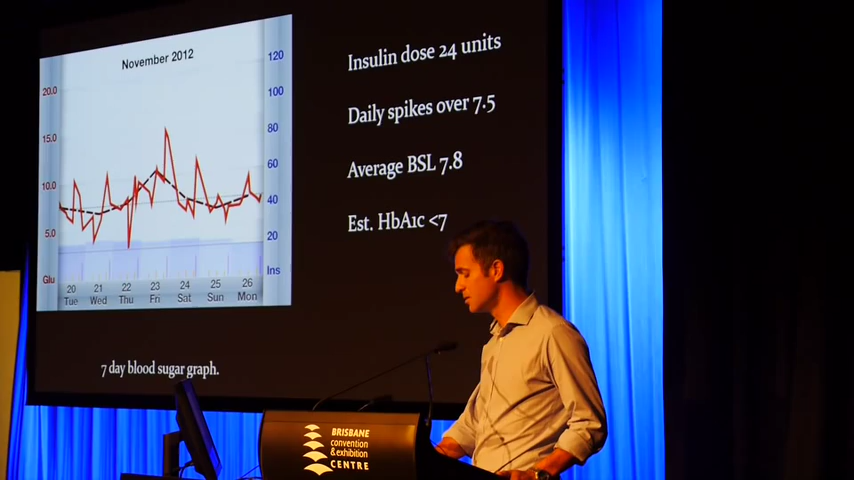 November 2012
120
100
80
60
40
20
Ins
20.0
15.0
10.0
5.0
Glu
20 21 22 23 24 25 26
Tue Wed Thu Fri Sat Sun Mon
7 day blood sugar graph.
Insulin dose 24 units
Daily spikes over 7.5
Average BSL 7.8
Est. HbA1c <7
BRISBANE
convention
& exhibition
CENTRE